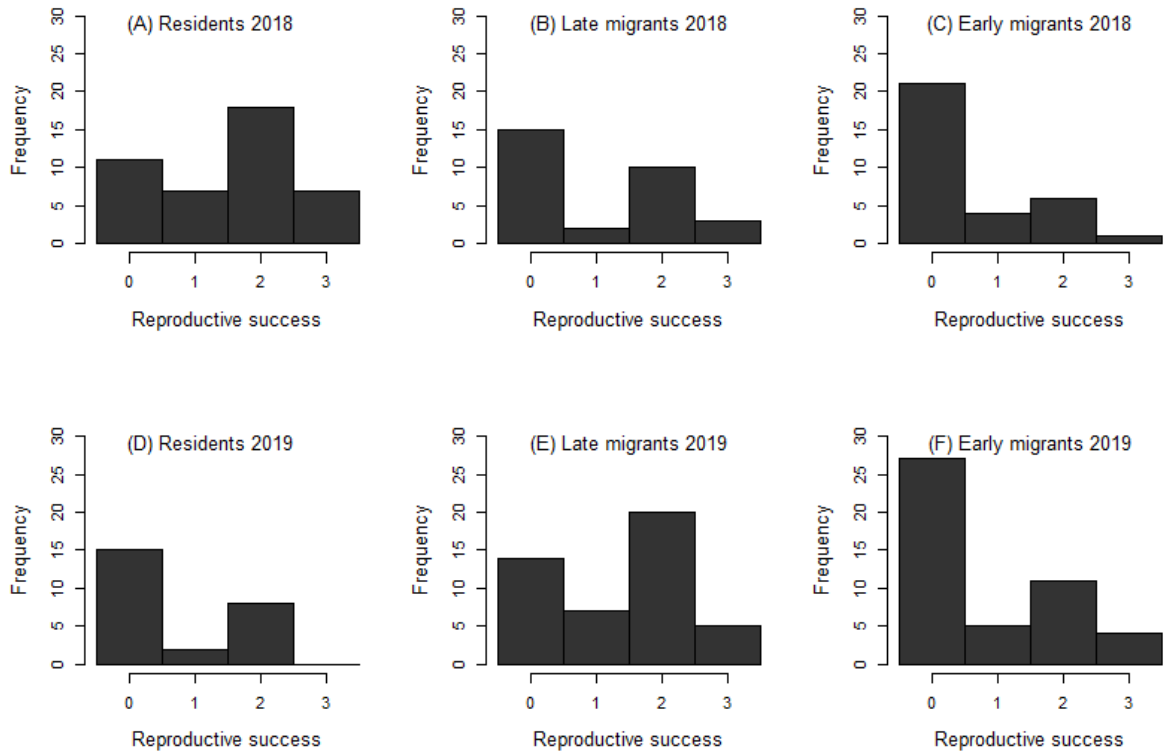 (A) Residents 2018
Frequency
30
25
20
15
10
5
0
0 1 2 3
Reproductive success
(B) Late migrants 2018
Frequency
30
25
20
15
10
5
0
0 1 2 3
Reproductive success
(C) Early migrants 2018
Frequency
30
25
20
15
10
5
0
0 1 2 3
Reproductive success
(D) Residents 2019
Frequency
30
25
20
15
10
5
0
0 1 2 3
Reproductive success
(E) Late migrants 2019
Frequency
30
25
20
15
10
5
0
0 1 2 3
Reproductive success
(F) Early migrants 2019
Frequency
30
25
20
15
10
5
0
0 1 2 3
Reproductive success